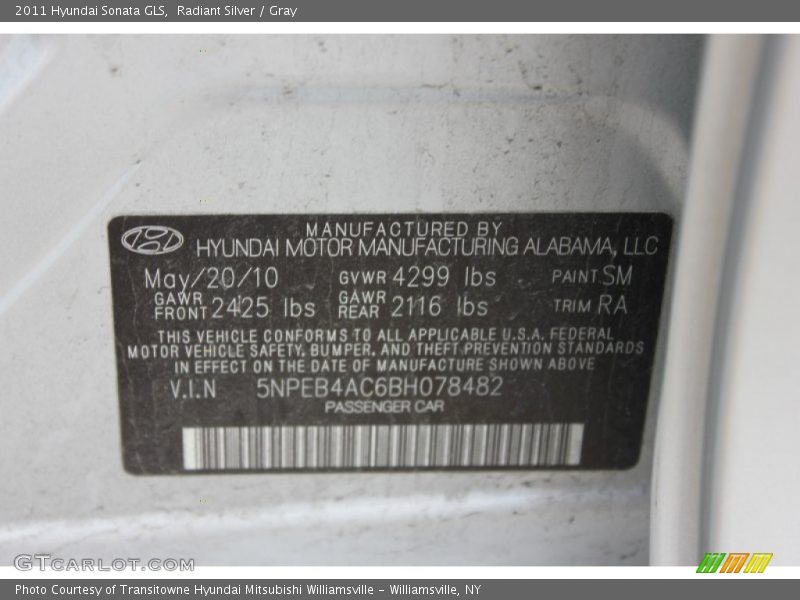 2011 Hyundai Sonata GLS, Radiant Silver / Gray
MANUFACTURED BY
HYUNDAI MOTOR MANUFACTURING ALABAMA, LLC
May/20/10 GVWR 4299 lbs PAINT SM
GAWR FRONT 2425 lbs GAWR REAR 2116 lbs TRIM RA
THIS VEHICLE CONFORMS TO ALL APPLICABLE U.S.A. FEDERAL
MOTOR VEHICLE SAFETY, BUMPER, AND THEFT PREVENTION STANDARDS
IN EFFECT ON THE DATE OF MANUFACTURE SHOWN ABOVE
V.I.N 5NPEB4AC6BH078482
PASSENGER CAR
GTCARLOT.COM
Photo Courtesy of Transitowne Hyundai Mitsubishi Williamsville - Williamsville, NY